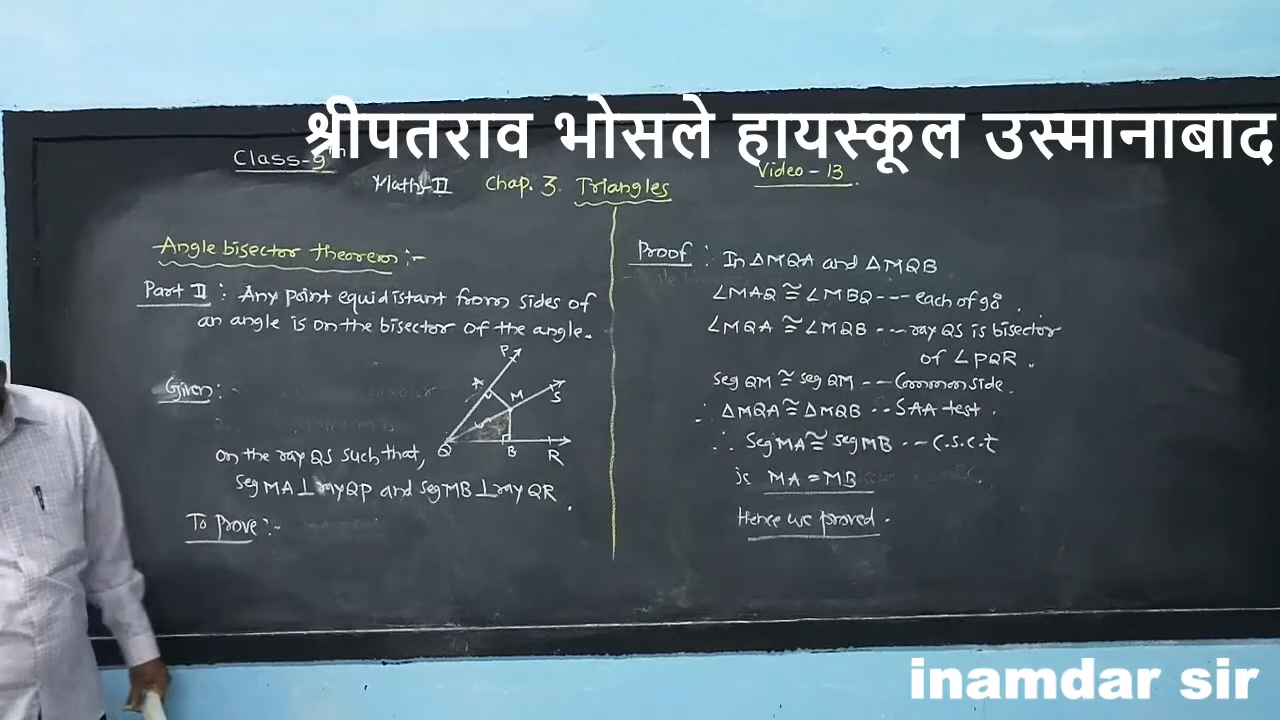 श्रीपतराव भोसले हायस्कूल उस्मानाबाद
Class-9th
Maths-II Chap. 3 Triangles
Video - 13.
Angle bisector theorem:-
Part II : Any point equidistant from sides of
an angle is on the bisector of the angle.
Given:
on the ray QS such that,
seg MA ⊥ ray QP and seg MB ⊥ ray QR.
To prove:-
P
A
M
S
Q
B
R
Proof : In ΔMQA and ΔMQB
∠MAQ ≅ ∠MBQ --- each of 90°.
∠MQA ≅ ∠MQB --- ray QS is bisector
of ∠PQR.
seg QM ≅ seg QM -- Common side.
∴ ΔMQA ≅ ΔMQB -- SAA test.
∴ seg MA ≅ seg MB -- C.S.C.T
is MA = MB
Hence we proved.
inamdar sir